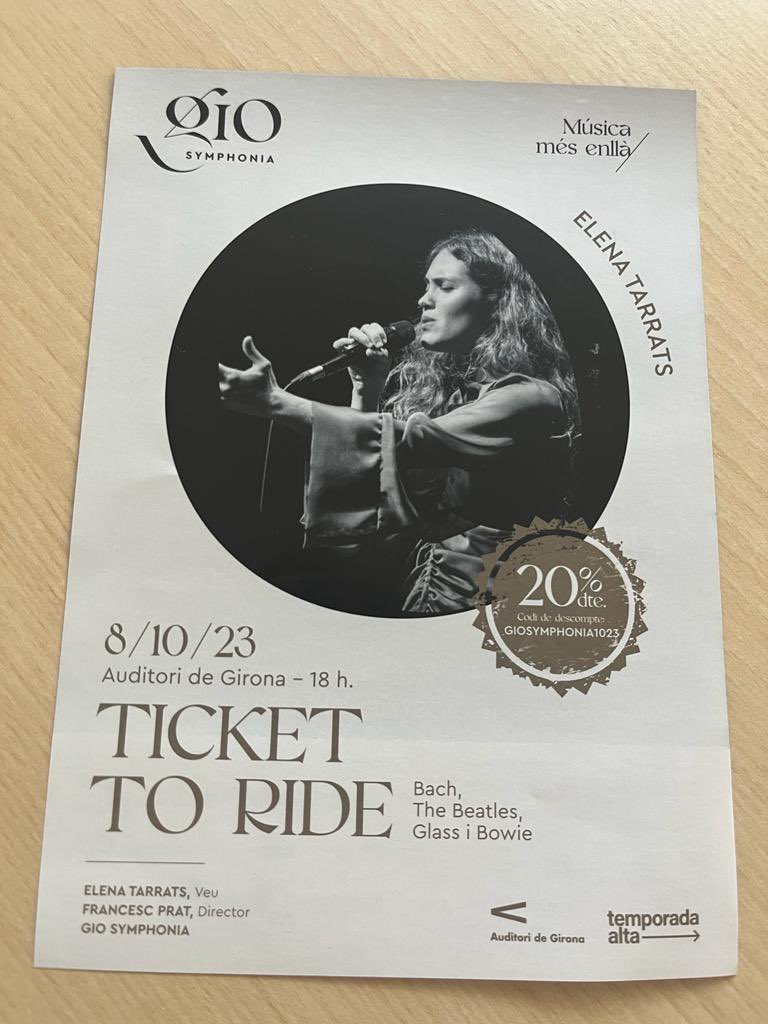 gio
SYMPHONIA
Música
més enllà
ELENA TARRATS
20% dte.
Codi de descompte:
GIOSYMPHONIA1023
8/10/23
Auditori de Girona – 18 h.
TICKET
TO RIDE
Bach,
The Beatles,
Glass i Bowie
ELENA TARRATS, Veu
FRANCESC PRAT, Director
GIO SYMPHONIA
Auditori de Girona
temporada
alta